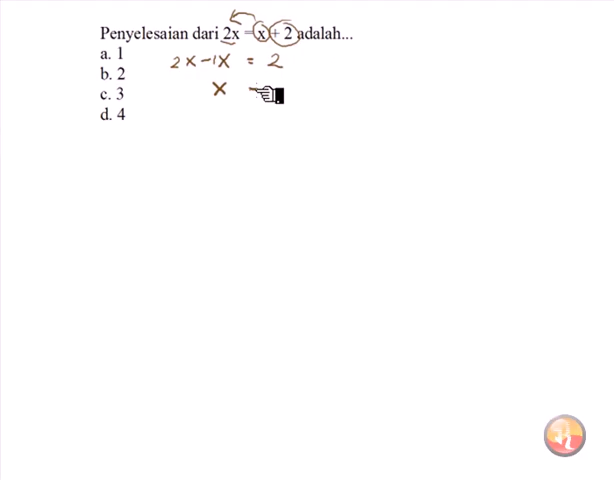 Penyelesaian dari 2x = x + 2 adalah...
a. 1
2x - 1x = 2
b. 2
x =
c. 3
d. 4